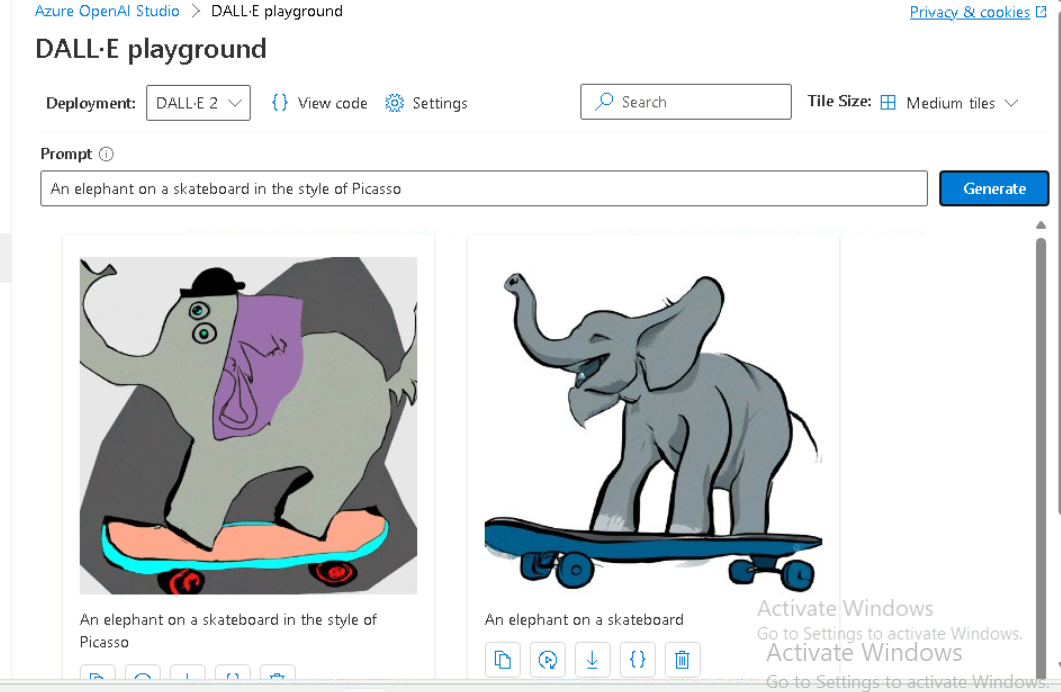 Azure OpenAI Studio > DALL·E playground
Privacy & cookies
DALL·E playground
Deployment: DALL·E 2 View code Settings Search Tile Size: Medium tiles
Prompt
An elephant on a skateboard in the style of Picasso Generate
An elephant on a skateboard in the style of
Picasso
An elephant on a skateboard
Activate Windows
Go to Settings to activate Windows.
Activate Windows
Go to Settings to activate Windows.